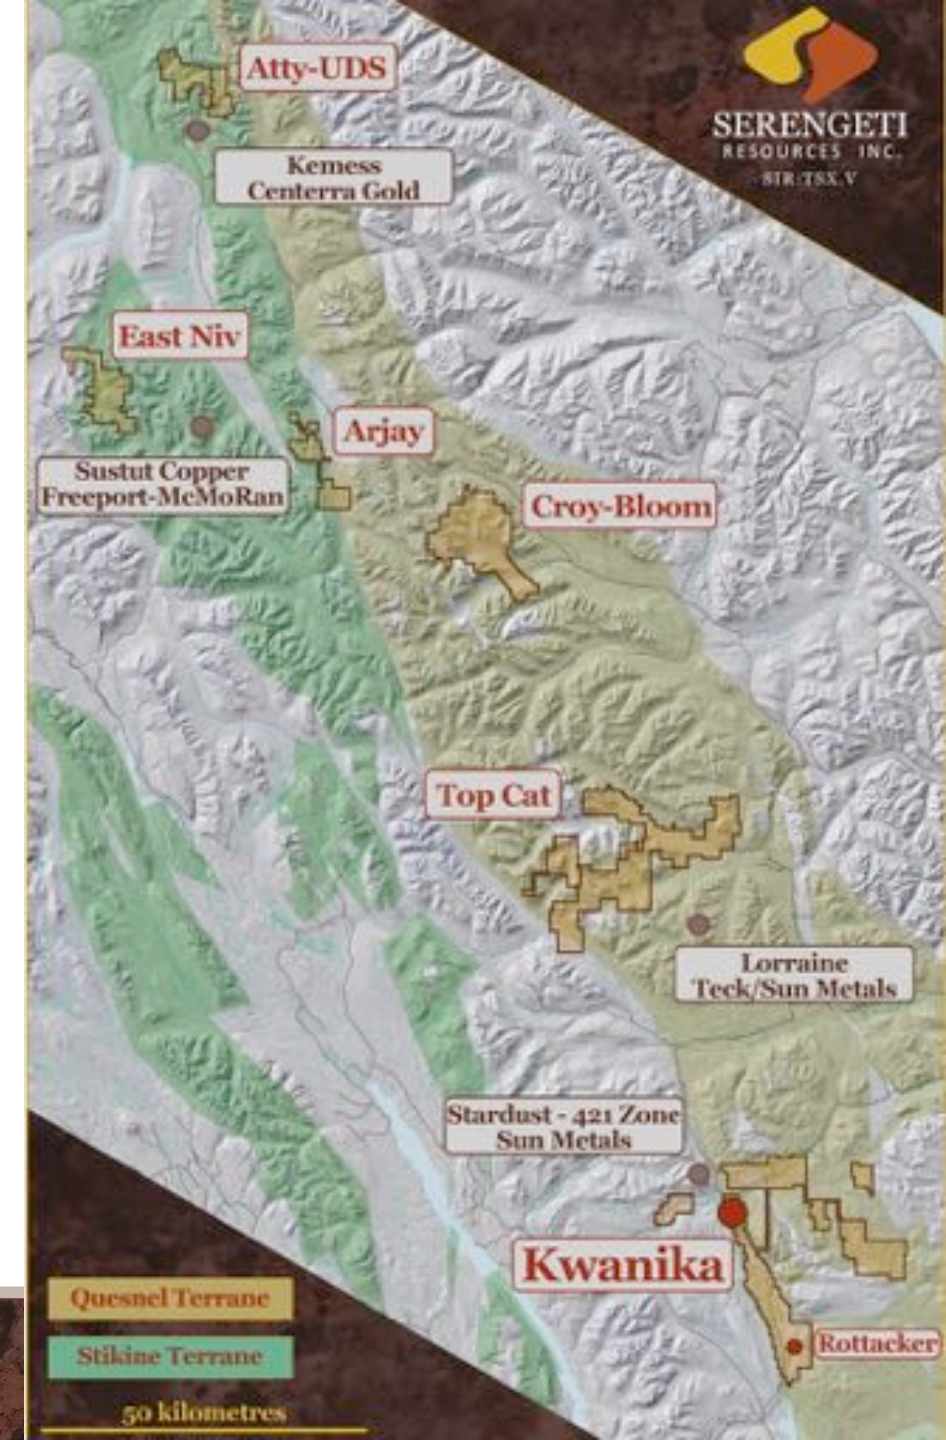 Atty-UDS
SERENGETI
RESOURCES INC.
SIR:TSX.V
Kemess
Centerra Gold
East Niv
Arjay
Sustut Copper
Freeport-McMoRan
Croy-Bloom
Top Cat
Lorraine
Teck/Sun Metals
Stardust - 421 Zone
Sun Metals
Kwanika
Quesnel Terrane
Rottacker
Stikine Terrane
50 kilometres